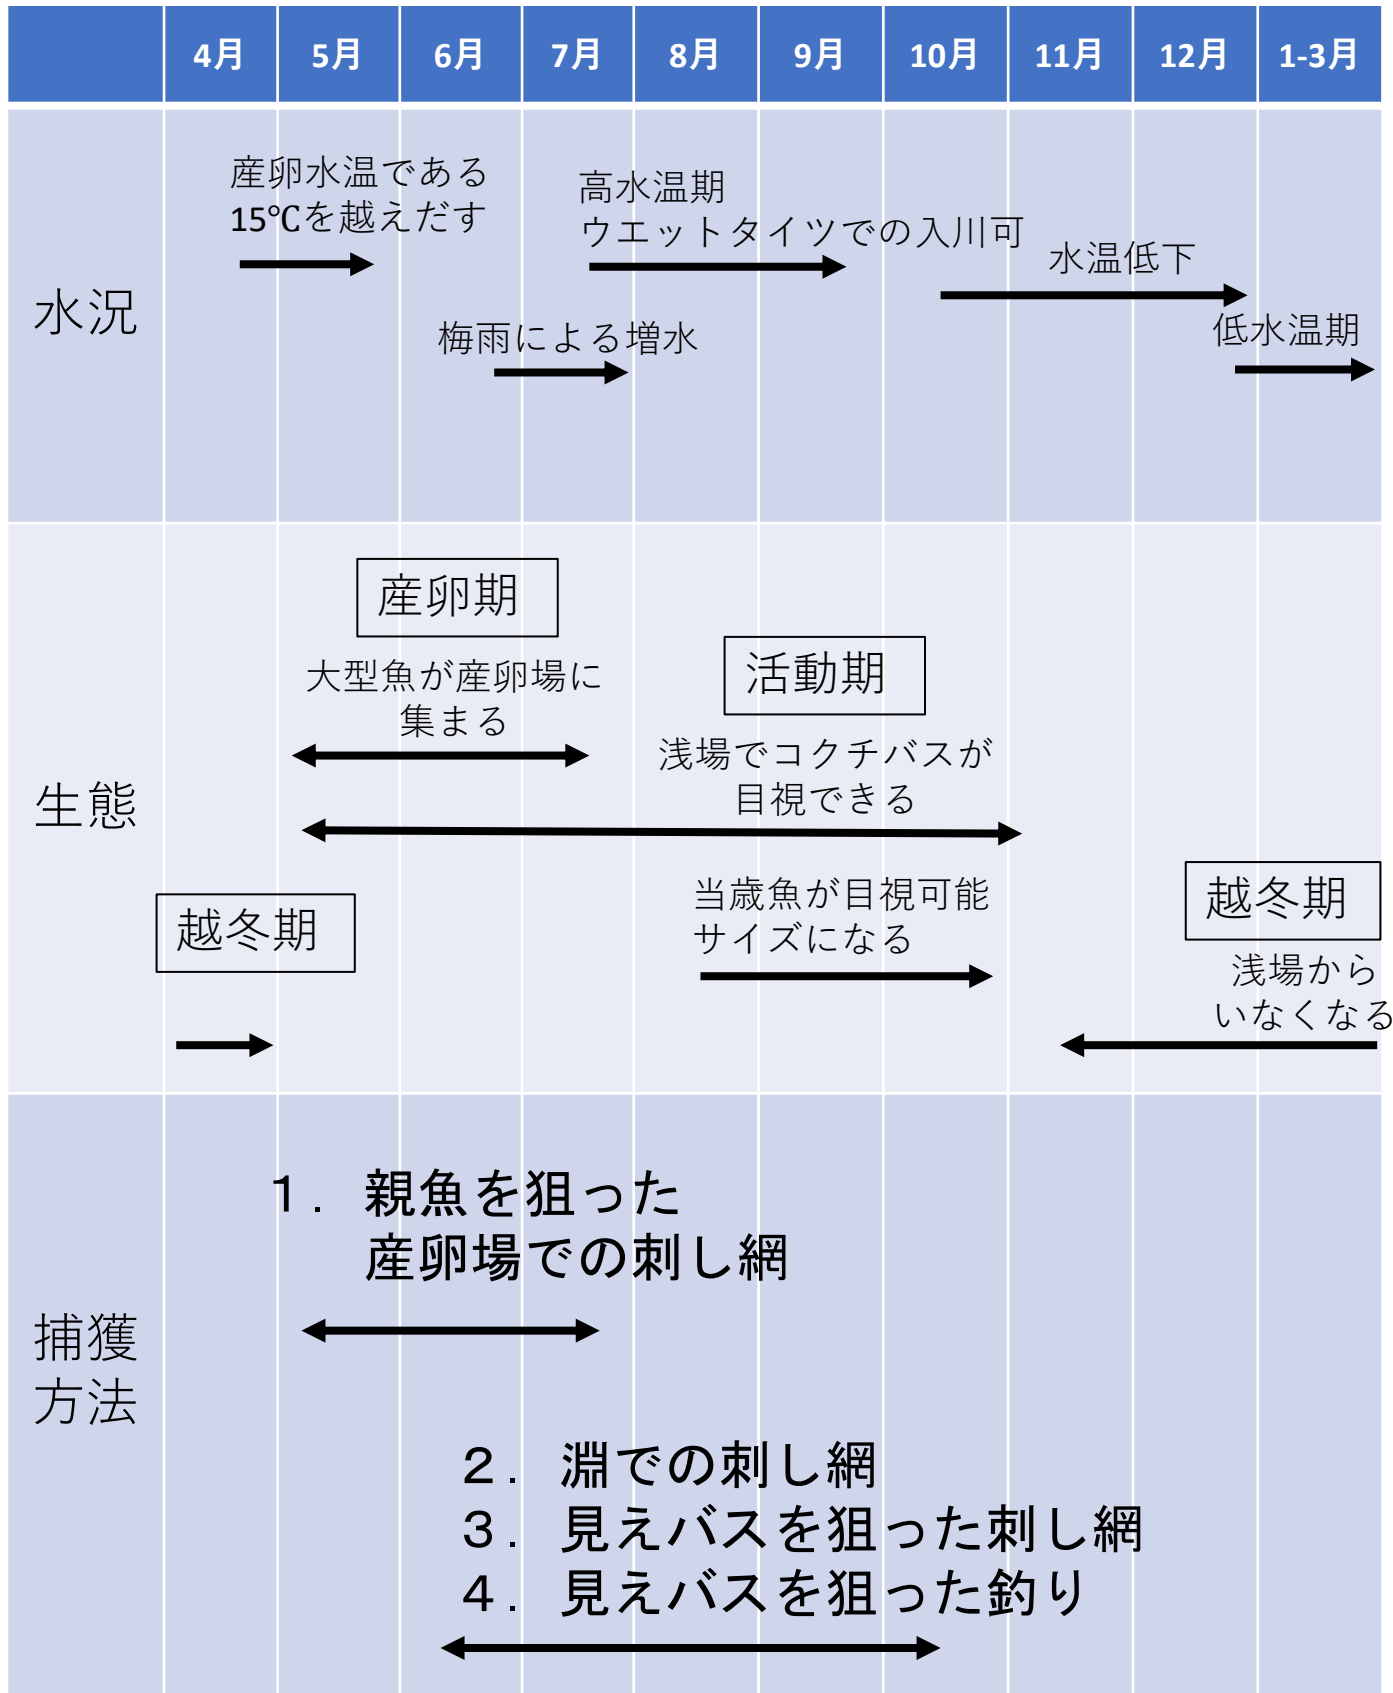 4月 5月 6月 7月 8月 9月 10月 11月 12月 1-3月
水況
産卵水温である
15℃を越えだす
高水温期
ウエットタイツでの入川可
水温低下
梅雨による増水
低水温期
生態
産卵期
大型魚が産卵場に
集まる
活動期
浅場でコクチバスが
目視できる
当歳魚が目視可能
サイズになる
越冬期
越冬期
浅場から
いなくなる
捕獲
方法
１．親魚を狙った
産卵場での刺し網
２．淵での刺し網
３．見えバスを狙った刺し網
４．見えバスを狙った釣り